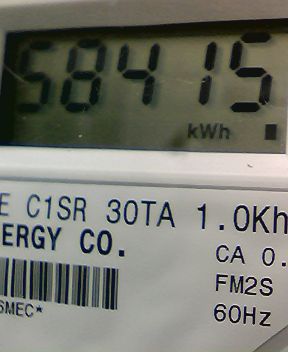 58415
kWh
E C1SR 30TA 1.0Kh
ERGY CO.
CA 0.
FM2S
60Hz
SMEC*